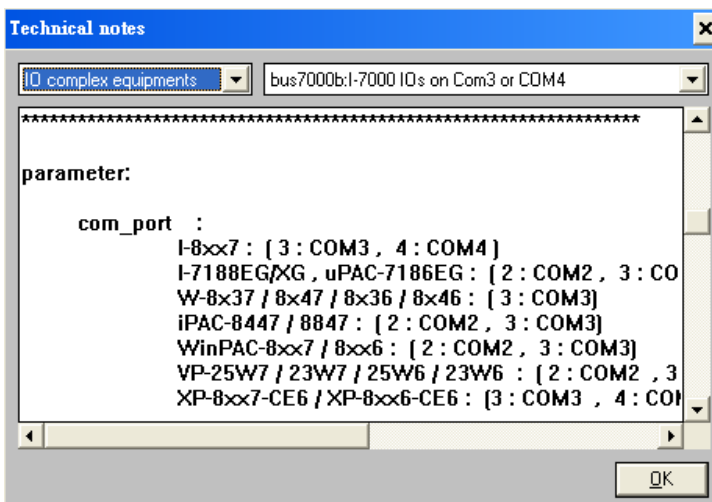 Technical notes
IO complex equipments
bus7000b:I-7000 IOs on Com3 or COM4
******************************************************************
parameter:
com_port :
I-8xx7 : ( 3 : COM3 , 4 : COM4 )
I-7188EG/XG , uPAC-7186EG : ( 2 : COM2 , 3 : CO
W-8x37 / 8x47 / 8x36 / 8x46 : ( 3 : COM3)
iPAC-8447 / 8847 : ( 2 : COM2 , 3 : COM3)
WinPAC-8xx7 / 8xx6 : ( 2 : COM2 , 3 : COM3)
VP-25W7 / 23W7 / 25W6 / 23W6 : ( 2 : COM2 , 3
XP-8xx7-CE6 / XP-8xx6-CE6 : (3 : COM3 , 4 : CO
OK